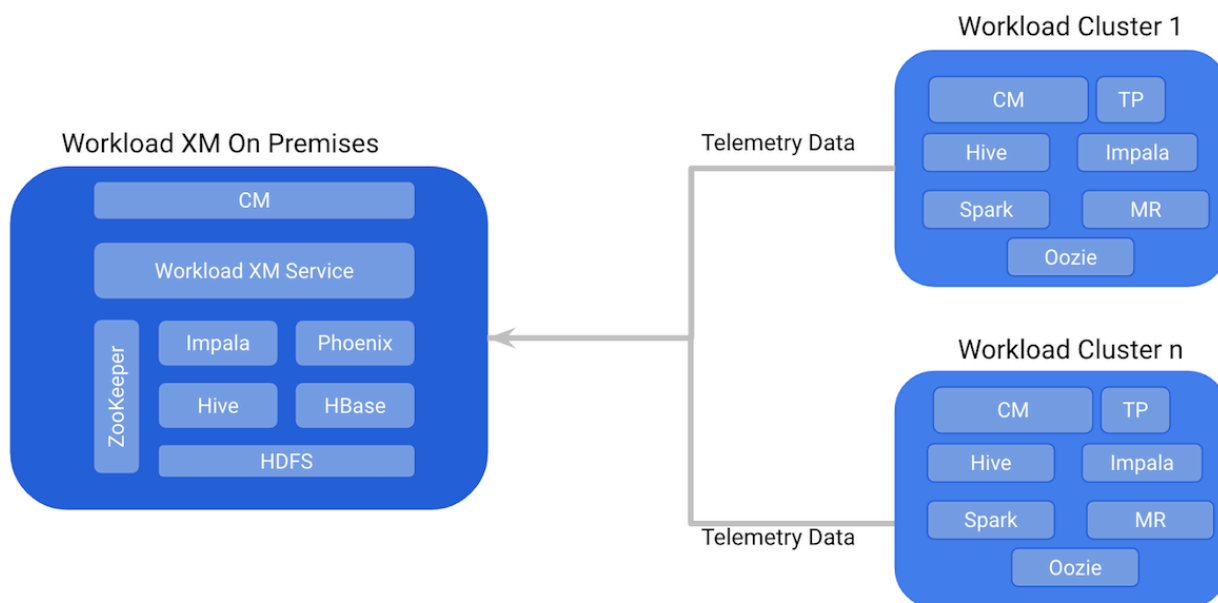 Workload XM On Premises
CM
Workload XM Service
ZooKeeper
Impala
Phoenix
Hive
HBase
HDFS
Telemetry Data
Telemetry Data
Workload Cluster 1
CM
TP
Hive
Impala
Spark
MR
Oozie
Workload Cluster n
CM
TP
Hive
Impala
Spark
MR
Oozie